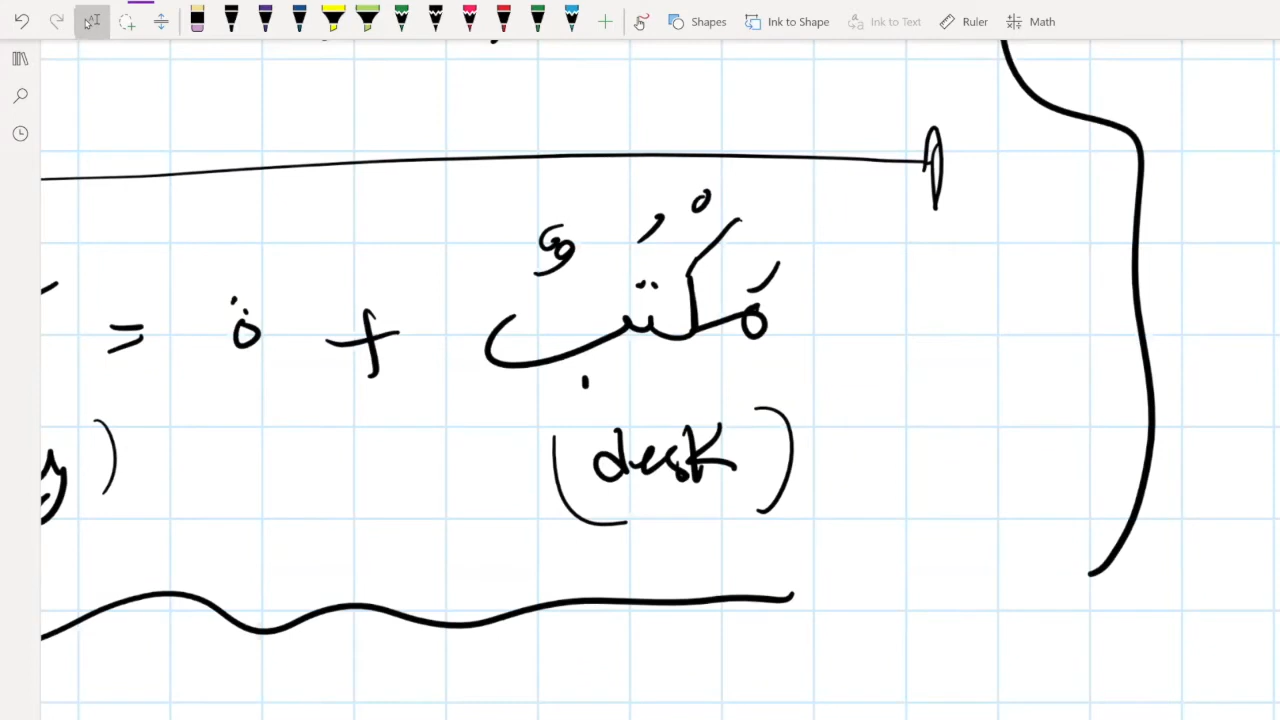 Shapes Ink to Shape Ink to Text Ruler Math
مَكْتَبٌ + ة =
(desk)